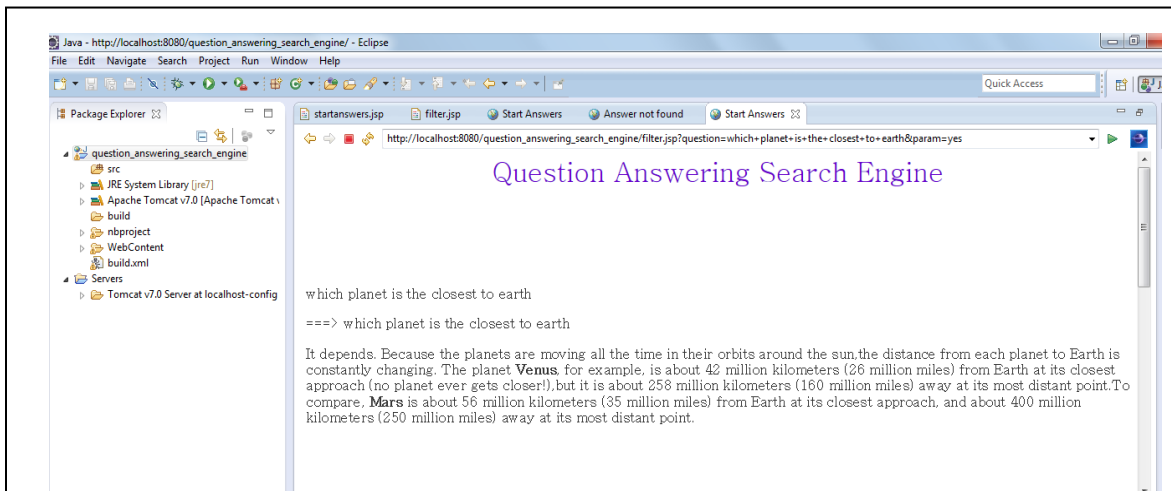 Java - http://localhost:8080/question_answering_search_engine/ - Eclipse
File Edit Navigate Search Project Run Window Help
Quick Access
Package Explorer
startanswers.jsp filter.jsp Start Answers Answer not found Start Answers
http://localhost:8080/question_answering_search_engine/filter.jsp?question=which+planet+is+the+closest+to+earth&param=yes
question_answering_search_engine
src
JRE System Library [jre7]
Apache Tomcat v7.0 [Apache Tomcat
build
nbproject
WebContent
build.xml
Servers
Tomcat v7.0 Server at localhost-config
Question Answering Search Engine
which planet is the closest to earth
===> which planet is the closest to earth
It depends. Because the planets are moving all the time in their orbits around the sun,the distance from each planet to Earth is
constantly changing. The planet Venus, for example, is about 42 million kilometers (26 million miles) from Earth at its closest
approach (no planet ever gets closer!),but it is about 258 million kilometers (160 million miles) away at its most distant point.To
compare, Mars is about 56 million kilometers (35 million miles) from Earth at its closest approach, and about 400 million
kilometers (250 million miles) away at its most distant point.